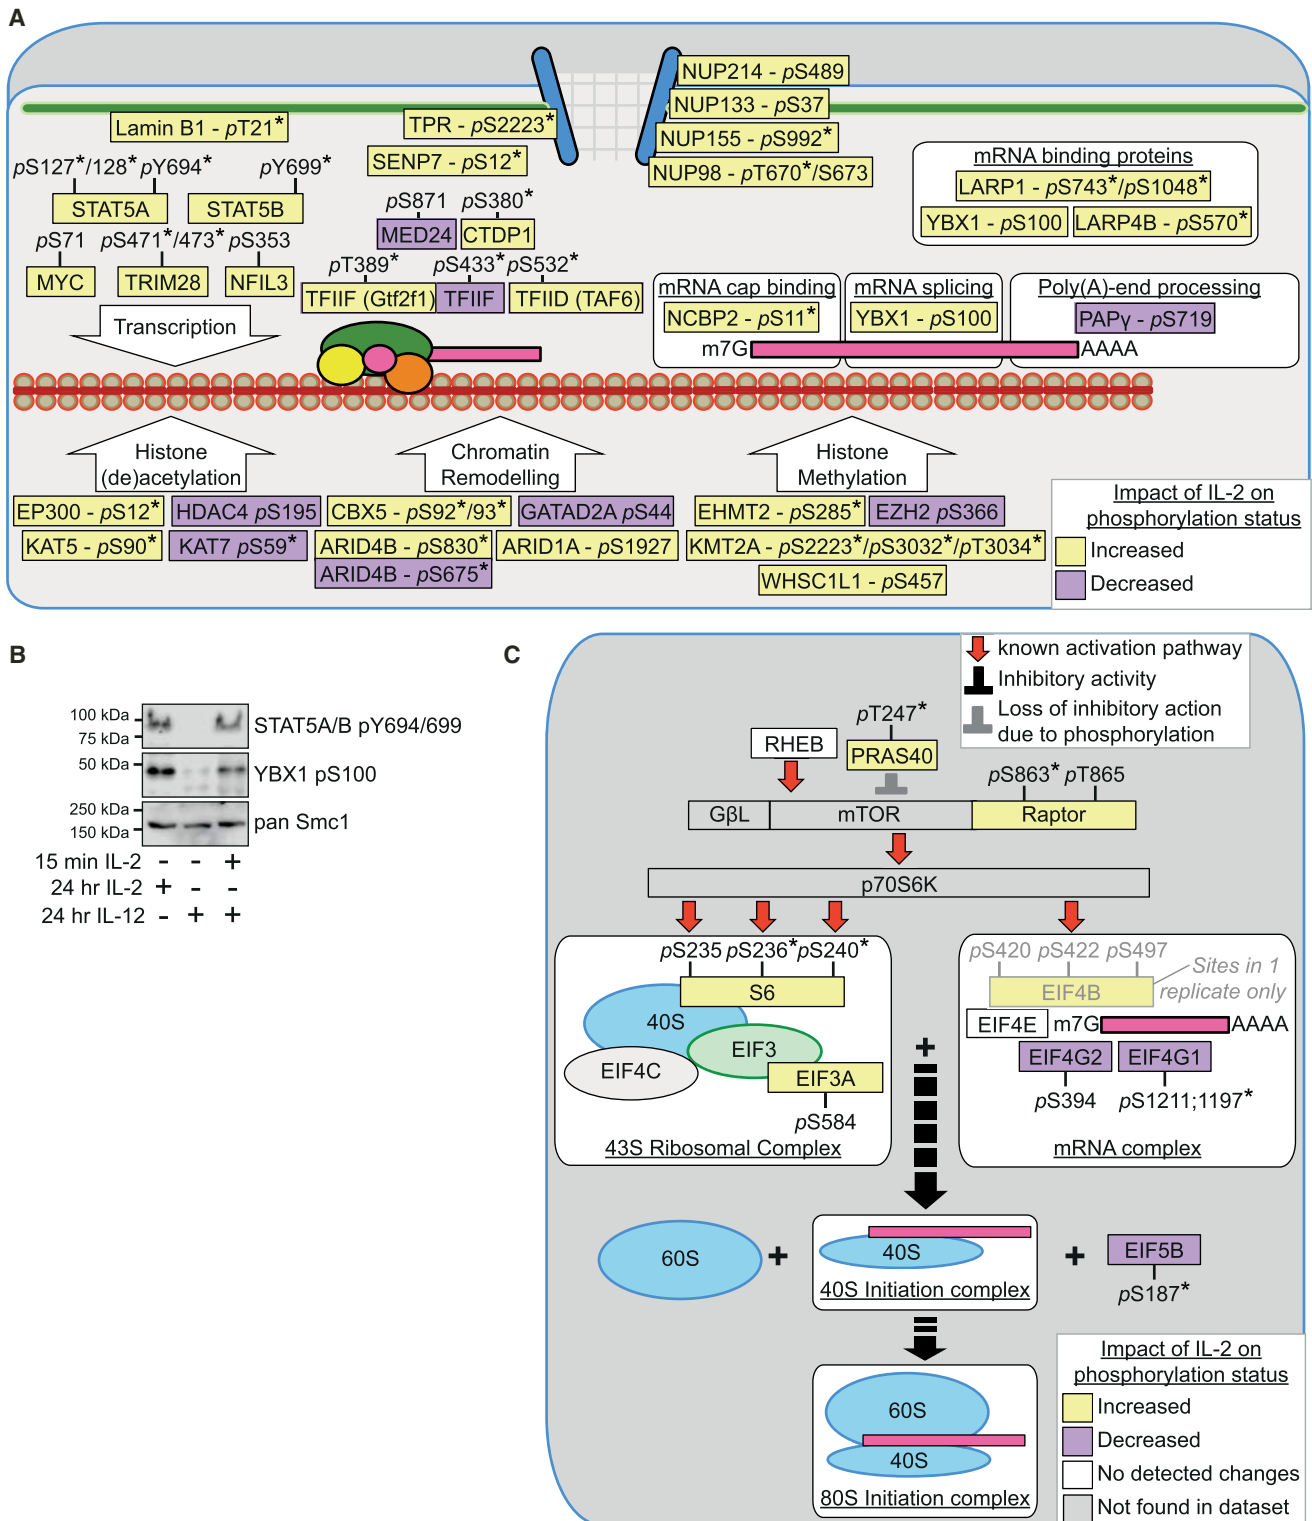 A
NUP214 - pS489
NUP133 - pS37
NUP155 - pS992*
NUP98 - pT670*/S673
Lamin B1 - pT21*
TPR - pS2223*
SENP7 - pS12*
pS127*/128* pY694*
pY699*
STAT5A
STAT5B
pS71
pS471*/473*
pS353
MYC
TRIM28
NFIL3
Transcription
pS871
pS380*
MED24
CTDP1
pT389*
pS433*
pS532*
TFIIF (Gtf2f1)
TFIIF
TFIID (TAF6)
mRNA binding proteins
LARP1 - pS743*/pS1048*
YBX1 - pS100
LARP4B - pS570*
mRNA cap binding
NCBP2 - pS11*
mRNA splicing
YBX1 - pS100
Poly(A)-end processing
PAPγ - pS719
m7G
AAAA
Histone
(de)acetylation
Chromatin
Remodelling
Histone
Methylation
EP300 - pS12*
HDAC4 pS195
KAT5 - pS90*
KAT7 pS59*
CBX5 - pS92*/93*
GATAD2A pS44
ARID4B - pS830*
ARID1A - pS1927
ARID4B - pS675*
EHMT2 - pS285*
EZH2 pS366
KMT2A - pS2223*/pS3032*/pT3034*
WHSC1L1 - pS457
Impact of IL-2 on
phosphorylation status
Increased
Decreased
B
100 kDa
75 kDa
STAT5A/B pY694/699
50 kDa
YBX1 pS100
250 kDa
150 kDa
pan Smc1
15 min IL-2 - - +
24 hr IL-2 + - -
24 hr IL-12 - + +
C
known activation pathway
Inhibitory activity
Loss of inhibitory action
due to phosphorylation
pT247*
RHEB
PRAS40
pS863* pT865
GβL
mTOR
Raptor
p70S6K
pS235 pS236* pS240*
S6
40S
EIF3
EIF4C
EIF3A
pS584
43S Ribosomal Complex
pS420 pS422 pS497
EIF4B
Sites in 1
replicate only
EIF4E
m7G
AAAA
EIF4G2
EIF4G1
pS394
pS1211;1197*
mRNA complex
+
60S
+
40S
40S Initiation complex
+
EIF5B
pS187*
60S
40S
80S Initiation complex
Impact of IL-2 on
phosphorylation status
Increased
Decreased
No detected changes
Not found in dataset